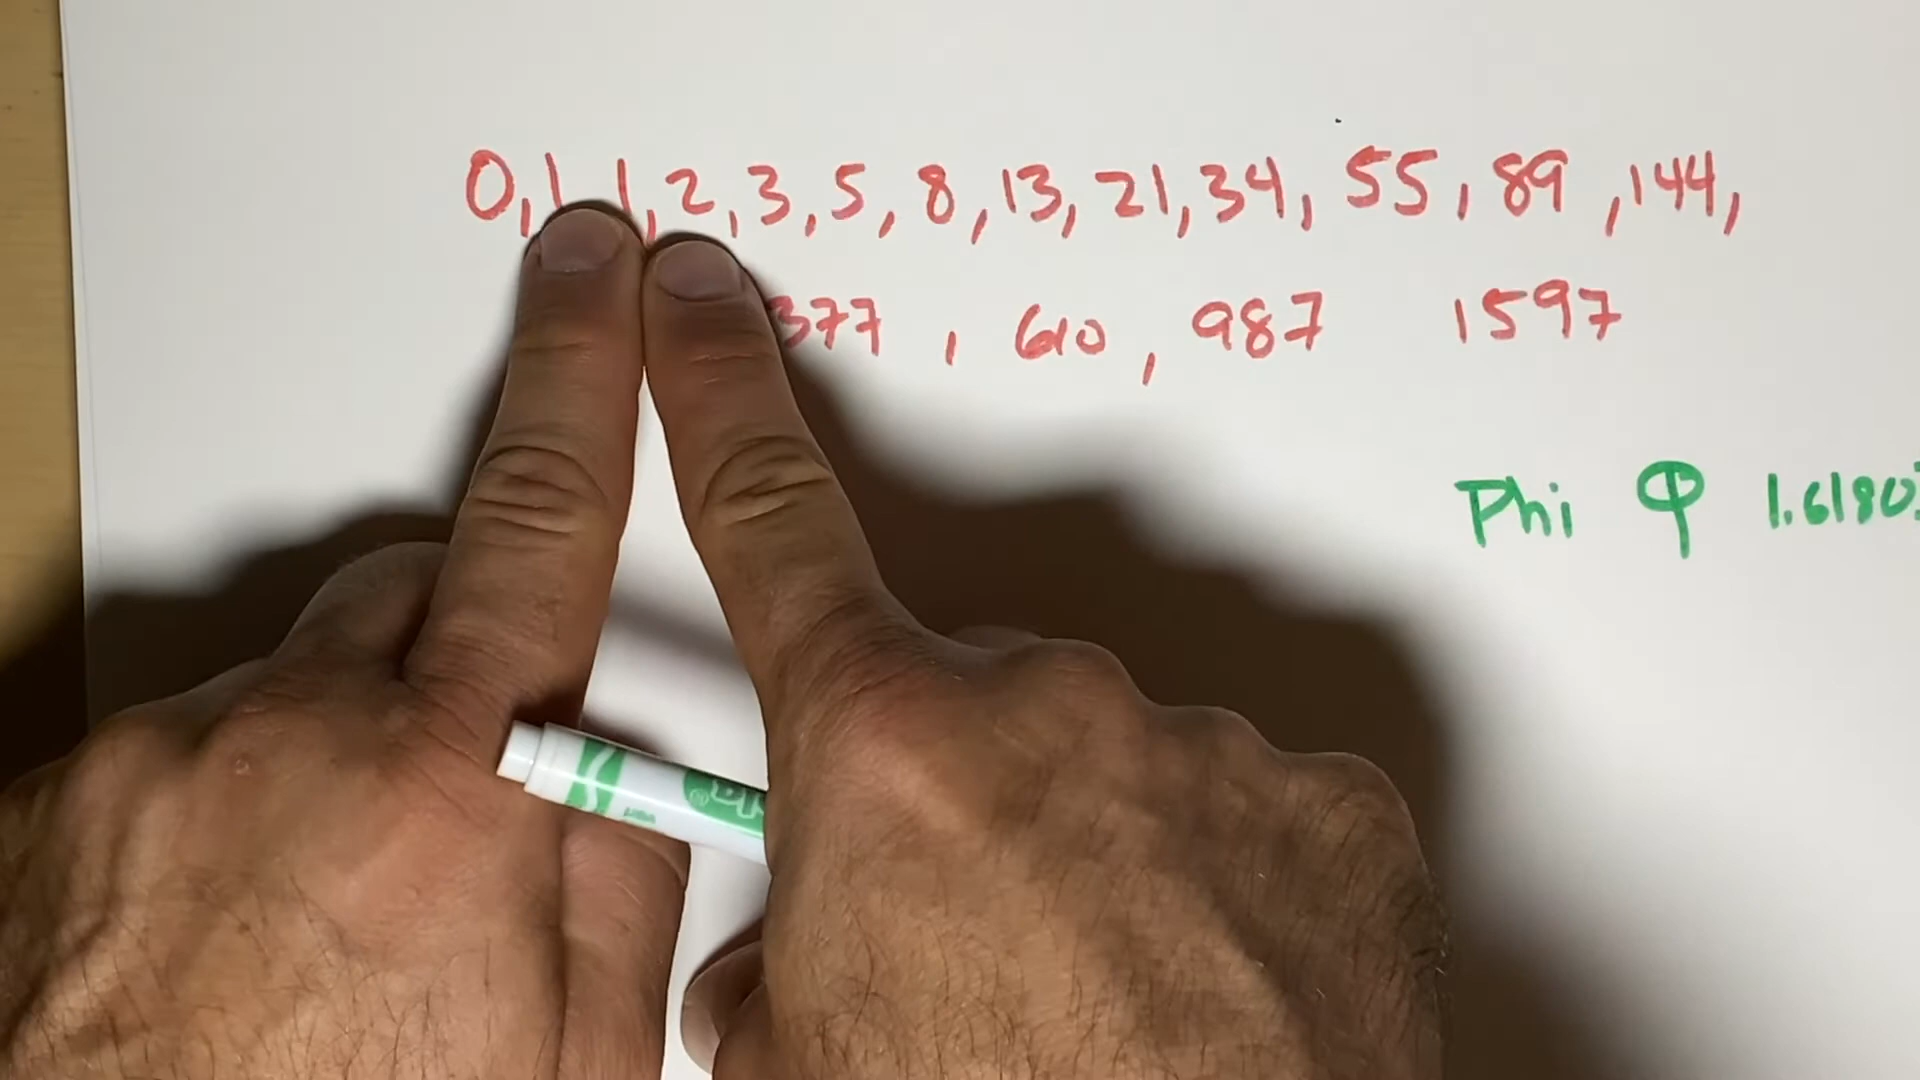 0, 1 1, 2, 3, 5, 8, 13, 21, 34, 55, 89, 144,
377, 610, 987 1597
Phi φ 1.6180